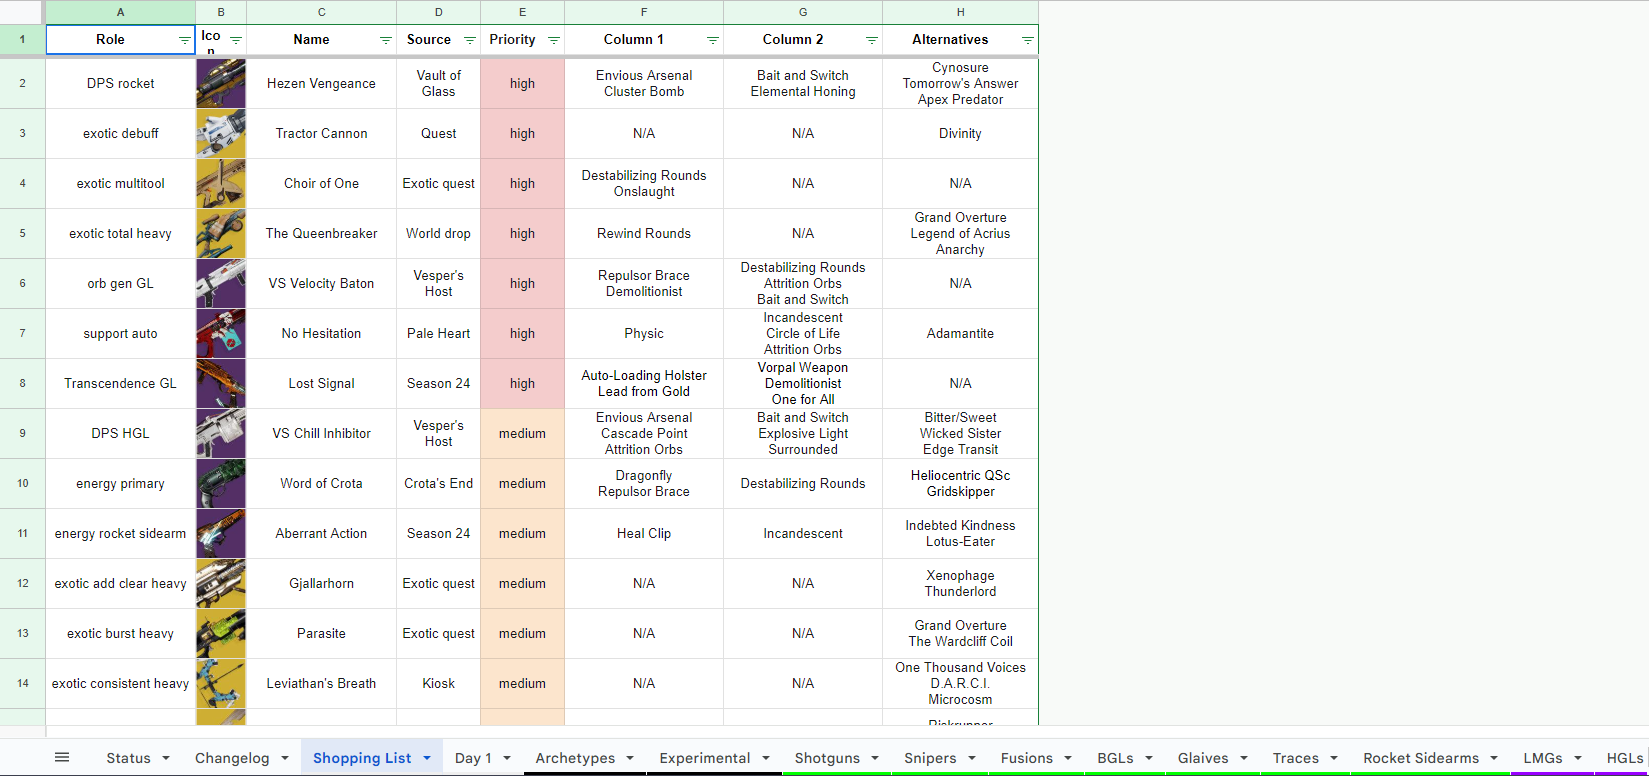 A B C D E F G H
1 Role Ico n Name Source Priority Column 1 Column 2 Alternatives
2 DPS rocket Hezen Vengeance Vault of Glass high Envious Arsenal Cluster Bomb Bait and Switch Elemental Honing Cynosure Tomorrow's Answer Apex Predator
3 exotic debuff Tractor Cannon Quest high N/A N/A Divinity
4 exotic multitool Choir of One Exotic quest high Destabilizing Rounds Onslaught N/A N/A
5 exotic total heavy The Queenbreaker World drop high Rewind Rounds N/A Grand Overture Legend of Acrius Anarchy
6 orb gen GL VS Velocity Baton Vesper's Host high Repulsor Brace Demolitionist Destabilizing Rounds Attrition Orbs Bait and Switch N/A
7 support auto No Hesitation Pale Heart high Physic Incandescent Circle of Life Attrition Orbs Adamantite
8 Transcendence GL Lost Signal Season 24 high Auto-Loading Holster Lead from Gold Vorpal Weapon Demolitionist One for All N/A
9 DPS HGL VS Chill Inhibitor Vesper's Host medium Envious Arsenal Cascade Point Attrition Orbs Bait and Switch Explosive Light Surrounded Bitter/Sweet Wicked Sister Edge Transit
10 energy primary Word of Crota Crota's End medium Dragonfly Repulsor Brace Destabilizing Rounds Heliocentric QSc Gridskipper
11 energy rocket sidearm Aberrant Action Season 24 medium Heal Clip Incandescent Indebted Kindness Lotus-Eater
12 exotic add clear heavy Gjallarhorn Exotic quest medium N/A N/A Xenophage Thunderlord
13 exotic burst heavy Parasite Exotic quest medium N/A N/A Grand Overture The Wardcliff Coil
14 exotic consistent heavy Leviathan's Breath Kiosk medium N/A N/A One Thousand Voices D.A.R.C.I. Microcosm
Status Changelog Shopping List Day 1 Archetypes Experimental Shotguns Snipers Fusions BGLs Glaives Traces Rocket Sidearms LMGs HGLs